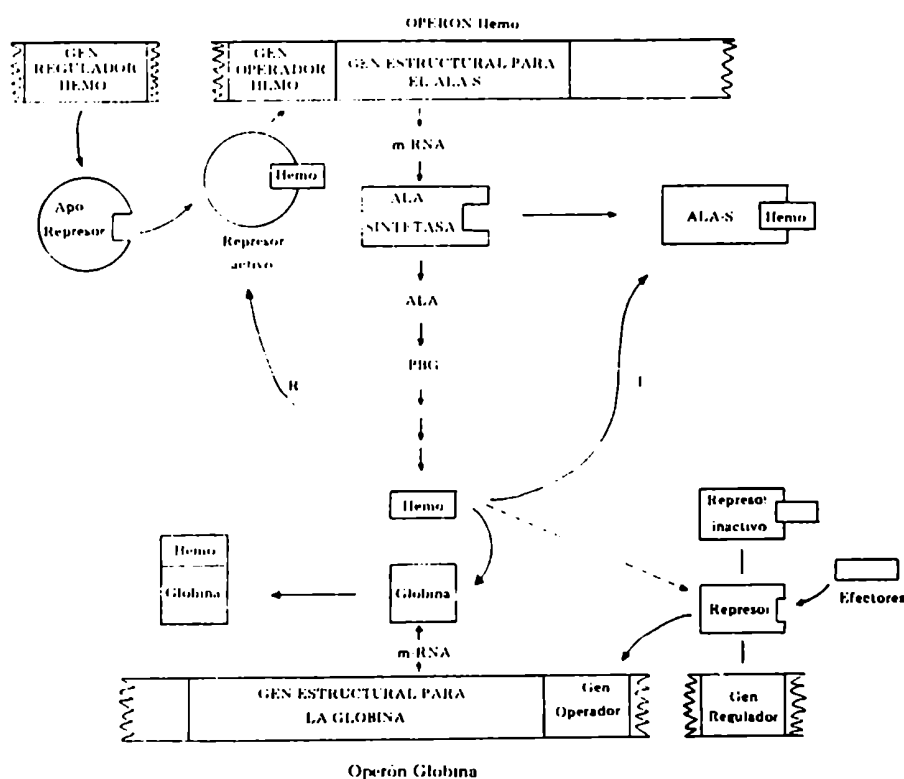 OPERON Hemo
GEN
REGULADOR
HEMO
GEN
OPERADOR
HEMO
GEN ESTRUCTURAL PARA
EL ALA-S
m-RNA
Apo
Represor
Hemo
Represor
activo
ALA
SINTETASA
ALA-S
Hemo
ALA
PBG
R
I
Hemo
Represor
inactivo
Hemo
Globina
Globina
Represor
Efectores
m-RNA
GEN ESTRUCTURAL PARA
LA GLOBINA
Gen
Operador
Gen
Regulador
Operón Globina